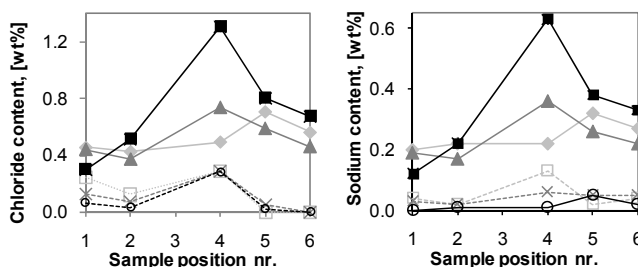 Chloride content, [wt%]
1.2
0.8
0.4
0.0
1 2 3 4 5 6
Sample position nr.
Sodium content, [wt%]
0.6
0.4
0.2
0.0
1 2 3 4 5 6
Sample position nr.